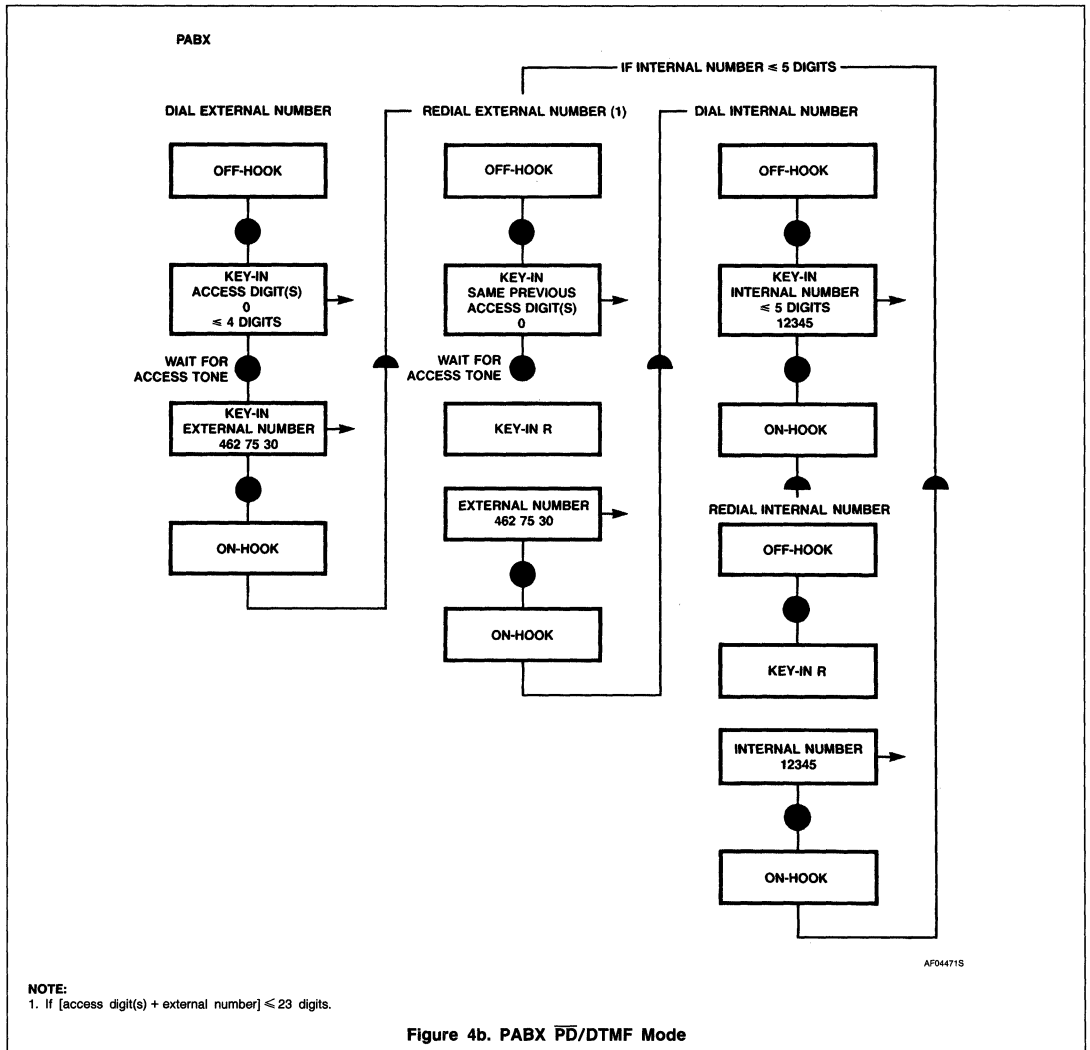 PABX
IF INTERNAL NUMBER ≤ 5 DIGITS
DIAL EXTERNAL NUMBER
OFF-HOOK
KEY-IN
ACCESS DIGIT(S)
0
≤ 4 DIGITS
WAIT FOR
ACCESS TONE
KEY-IN
EXTERNAL NUMBER
462 75 30
ON-HOOK
REDIAL EXTERNAL NUMBER (1)
OFF-HOOK
KEY-IN
SAME PREVIOUS
ACCESS DIGIT(S)
0
WAIT FOR
ACCESS TONE
KEY-IN R
EXTERNAL NUMBER
462 75 30
ON-HOOK
DIAL INTERNAL NUMBER
OFF-HOOK
KEY-IN
INTERNAL NUMBER
≤ 5 DIGITS
12345
ON-HOOK
REDIAL INTERNAL NUMBER
OFF-HOOK
KEY-IN R
INTERNAL NUMBER
12345
ON-HOOK
AF04471S
NOTE:
1. If [access digit(s) + external number] ≤ 23 digits.
Figure 4b. PABX P̅D̅/DTMF Mode